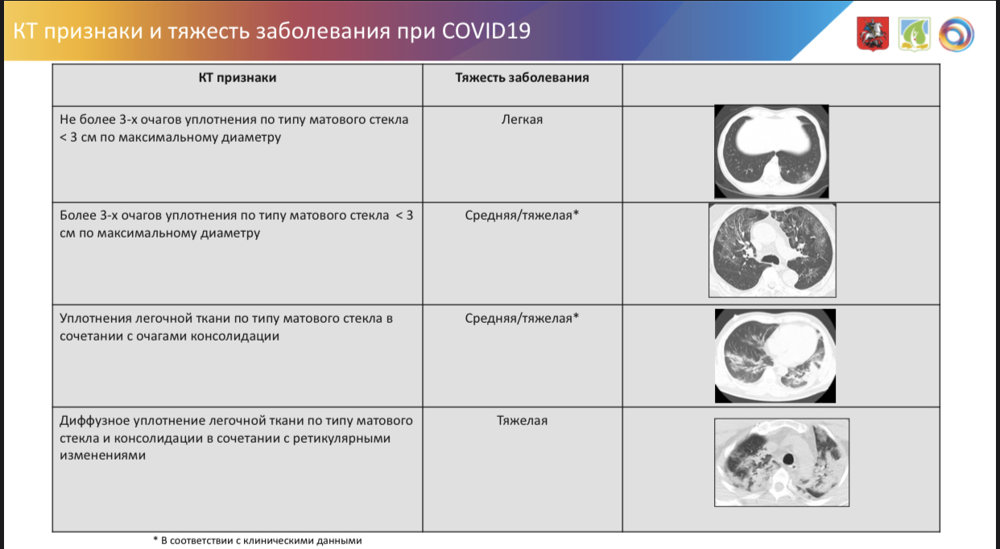 КТ признаки и тяжесть заболевания при COVID19
КТ признаки
Тяжесть заболевания
Не более 3-х очагов уплотнения по типу матового стекла
< 3 см по максимальному диаметру
Легкая
Более 3-х очагов уплотнения по типу матового стекла < 3
см по максимальному диаметру
Средняя/тяжелая*
Уплотнения легочной ткани по типу матового стекла в
сочетании с очагами консолидации
Средняя/тяжелая*
Диффузное уплотнение легочной ткани по типу матового
стекла и консолидации в сочетании с ретикулярными
изменениями
Тяжелая
* В соответствии с клиническими данными